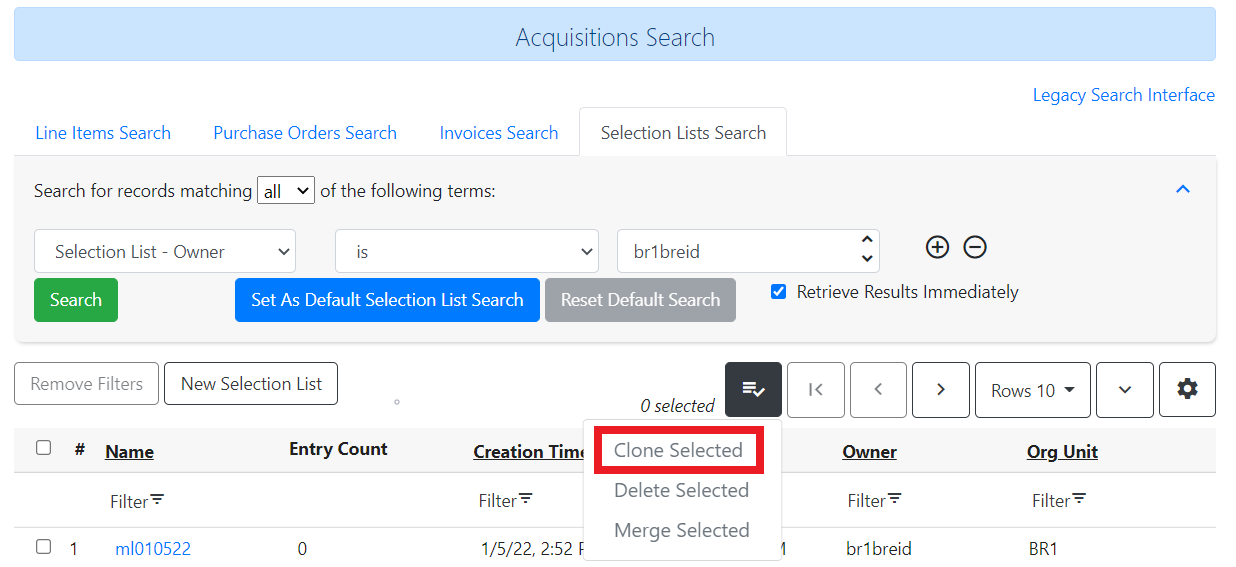 Acquisitions Search
Legacy Search Interface
Line Items Search Purchase Orders Search Invoices Search Selection Lists Search
Search for records matching all of the following terms:
Selection List - Owner is br1breid
Search Set As Default Selection List Search Reset Default Search Retrieve Results Immediately
Remove Filters New Selection List 0 selected Rows 10
# Name Entry Count Creation Time Owner Org Unit
Clone Selected
Filter Filter Filter Filter
Delete Selected
Merge Selected
1 ml010522 0 1/5/22, 2:52 br1breid BR1